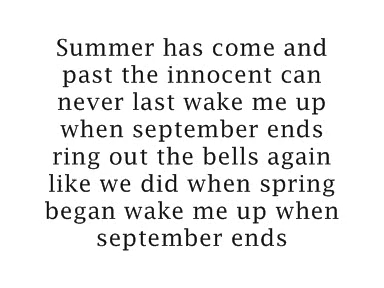 Summer has come and
past the innocent can
never last wake me up
when september ends
ring out the bells again
like we did when spring
began wake me up when
september ends